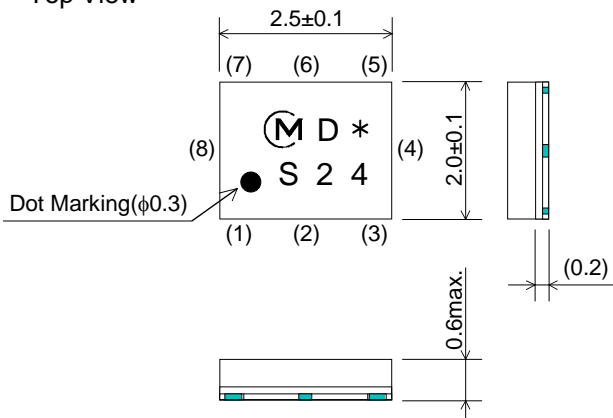 Top View
2.5±0.1
(7) (6) (5)
M D *
(8)
(4)
2.0±0.1
S 2 4
Dot Marking(φ0.3)
(1) (2) (3)
(0.2)
0.6max.